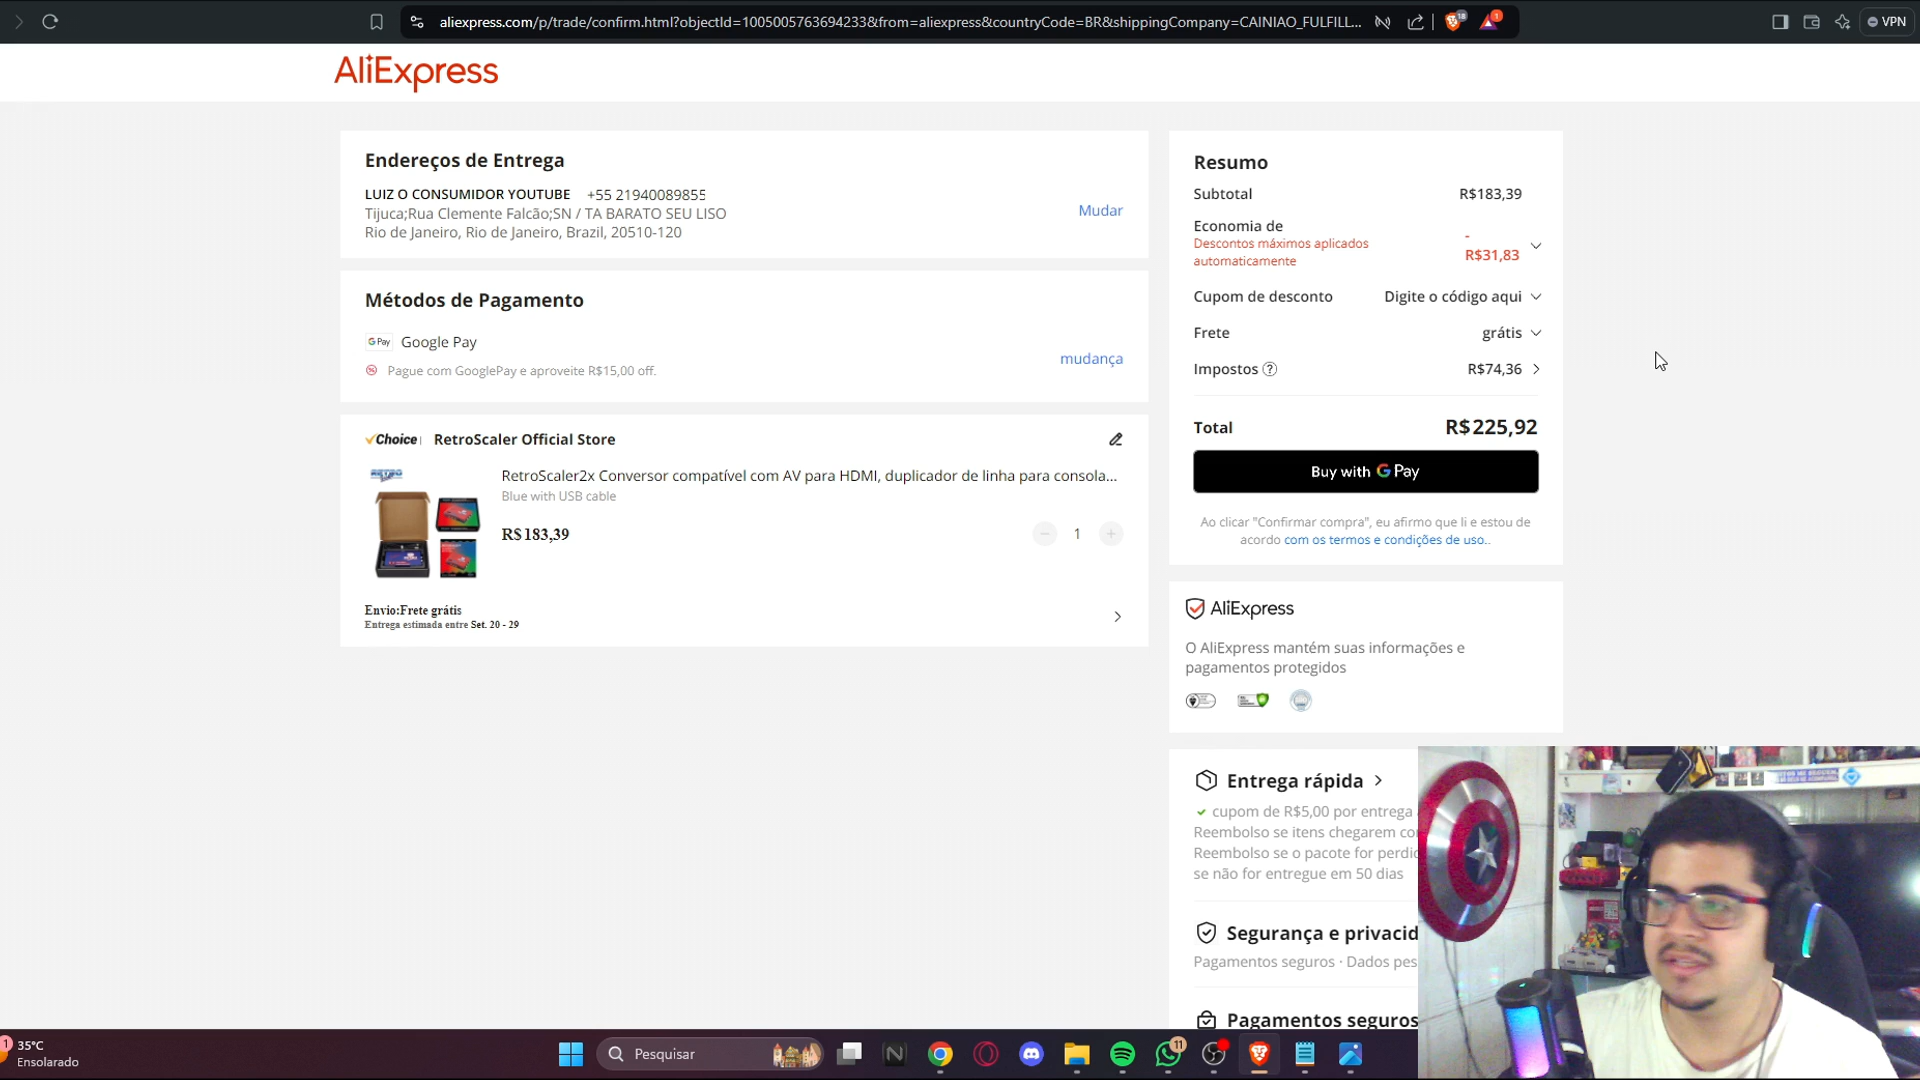 aliexpress.com/p/trade/confirm.html?objectId=1005005763694233&from=aliexpress&countryCode=BR&shippingCompany=CAINIAO_FULFILL...
18
1
VPN
AliExpress
Endereços de Entrega
LUIZ O CONSUMIDOR YOUTUBE +55 21940089855
Tijuca;Rua Clemente Falcão;SN / TA BARATO SEU LISO
Rio de Janeiro, Rio de Janeiro, Brazil, 20510-120
Mudar
Métodos de Pagamento
G Pay Google Pay
Pague com GooglePay e aproveite R$15,00 off.
mudança
Choice RetroScaler Official Store
RETRO
RetroScaler2x Conversor compatível com AV para HDMI, duplicador de linha para consola...
Blue with USB cable
R$183,39
− 1 +
Envio:Frete grátis
Entrega estimada entre Set. 20 - 29
Resumo
Subtotal R$183,39
Economia de
Descontos máximos aplicados
automaticamente
-
R$31,83
Cupom de desconto Digite o código aqui
Frete grátis
Impostos ? R$74,36
Total R$225,92
Buy with G Pay
Ao clicar "Confirmar compra", eu afirmo que li e estou de
acordo com os termos e condições de uso..
AliExpress
O AliExpress mantém suas informações e
pagamentos protegidos
Entrega rápida
cupom de R$5,00 por entrega
Reembolso se itens chegarem
Reembolso se o pacote for
se não for entregue em 50 dias
Segurança e
Pagamentos seguros · Dados
Pagamentos seguros
1
35°C
Ensolarado
Pesquisar
N
11